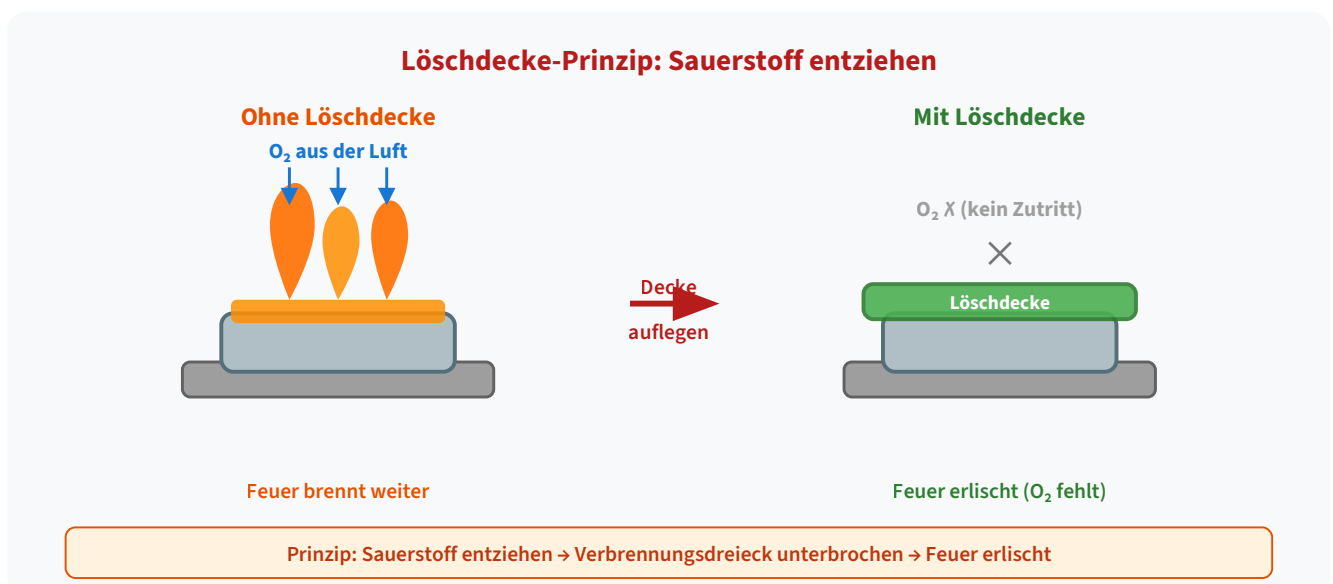 Löschdecke-Prinzip: Sauerstoff entziehen
Ohne Löschdecke
O₂ aus der Luft
Feuer brennt weiter
Decke
auflegen
Mit Löschdecke
O₂ ✗ (kein Zutritt)
Löschdecke
Feuer erlischt (O₂ fehlt)
Prinzip: Sauerstoff entziehen → Verbrennungsdreieck unterbrochen → Feuer erlischt